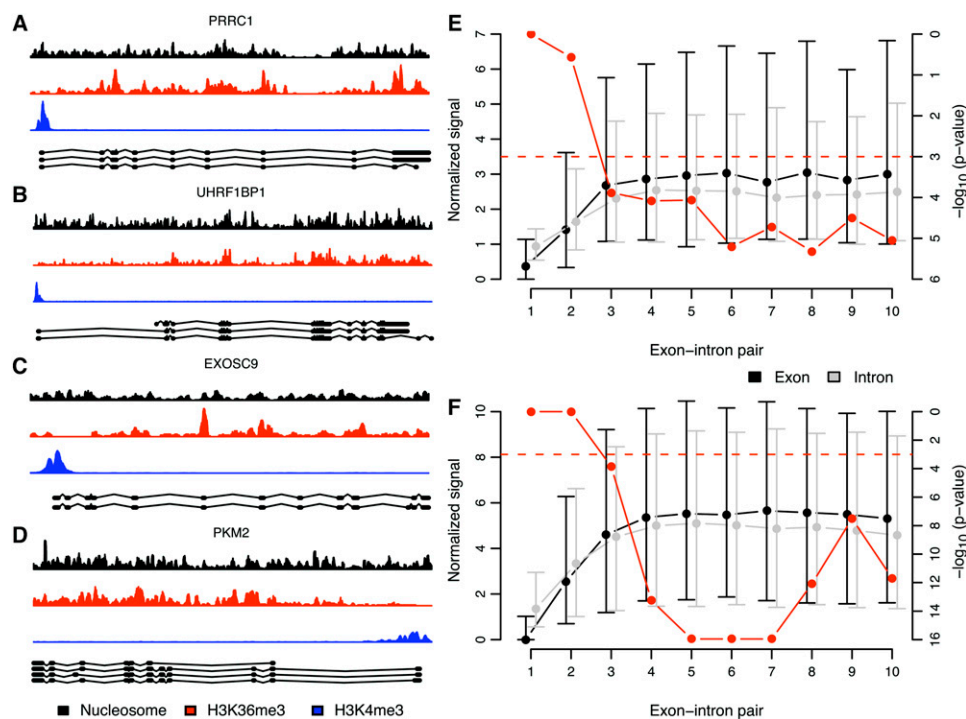 A
PRRC1
B
UHRF1BP1
C
EXOSC9
D
PKM2
Nucleosome H3K36me3 H3K4me3
E
7
6
5
4
3
2
1
0
Normalized signal
0
1
2
3
4
5
6
−log10 (p−value)
1 2 3 4 5 6 7 8 9 10
Exon−intron pair
Exon Intron
F
10
8
6
4
2
0
Normalized signal
0
2
4
6
8
10
12
14
16
−log10 (p−value)
1 2 3 4 5 6 7 8 9 10
Exon−intron pair